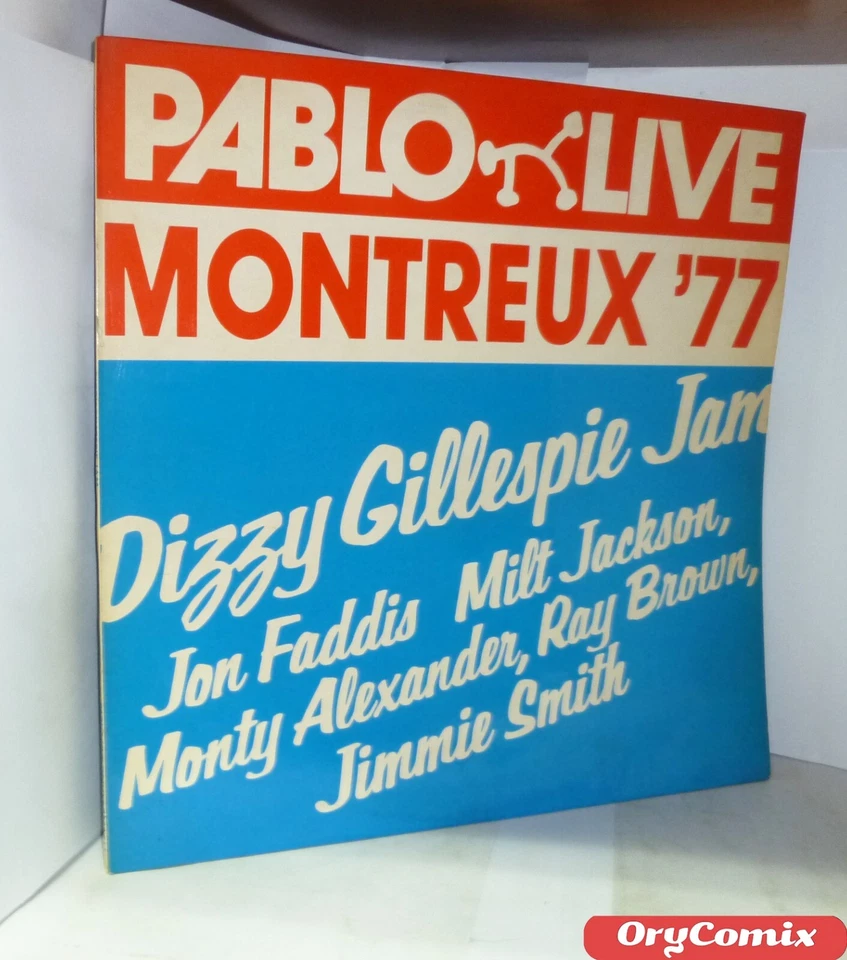 PABLO LIVE
MONTREUX '77
Dizzy Gillespie Jam
Jon Faddis Milt Jackson,
Monty Alexander, Ray Brown,
Jimmie Smith
OryComix